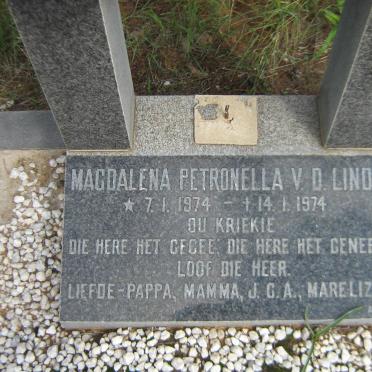 MAGDALENA PETRONELLA V. D. LIND
★ 7.1.1974 - ✝ 14.1.1974
OU KRIEKIE
DIE HERE HET GEGEE, DIE HERE HET GENEE
LOOF DIE HEER.
LIEFDE-PAPPA, MAMMA, J.G.A., MARELIZ